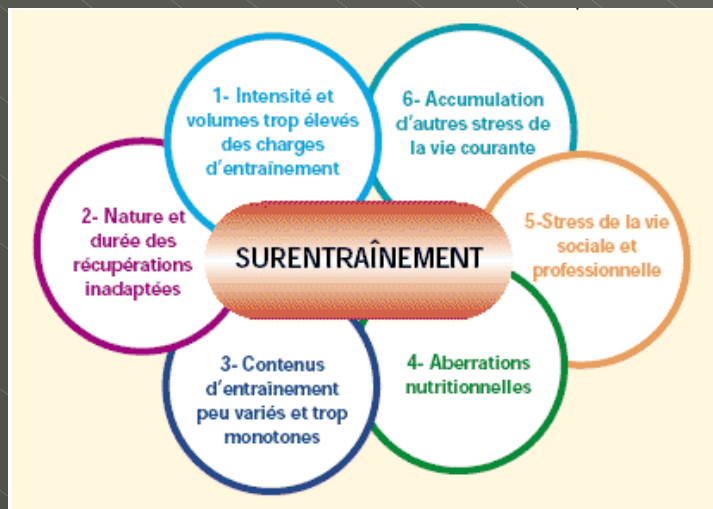 1- Intensité et
volumes trop élevés
des charges
d'entraînement
2- Nature et
durée des
récupérations
inadaptées
3- Contenus
d'entraînement
peu variés et trop
monotones
4- Aberrations
nutritionnelles
5-Stress de la vie
sociale et
professionnelle
6- Accumulation
d'autres stress de
la vie courante
SURENTRAÎNEMENT